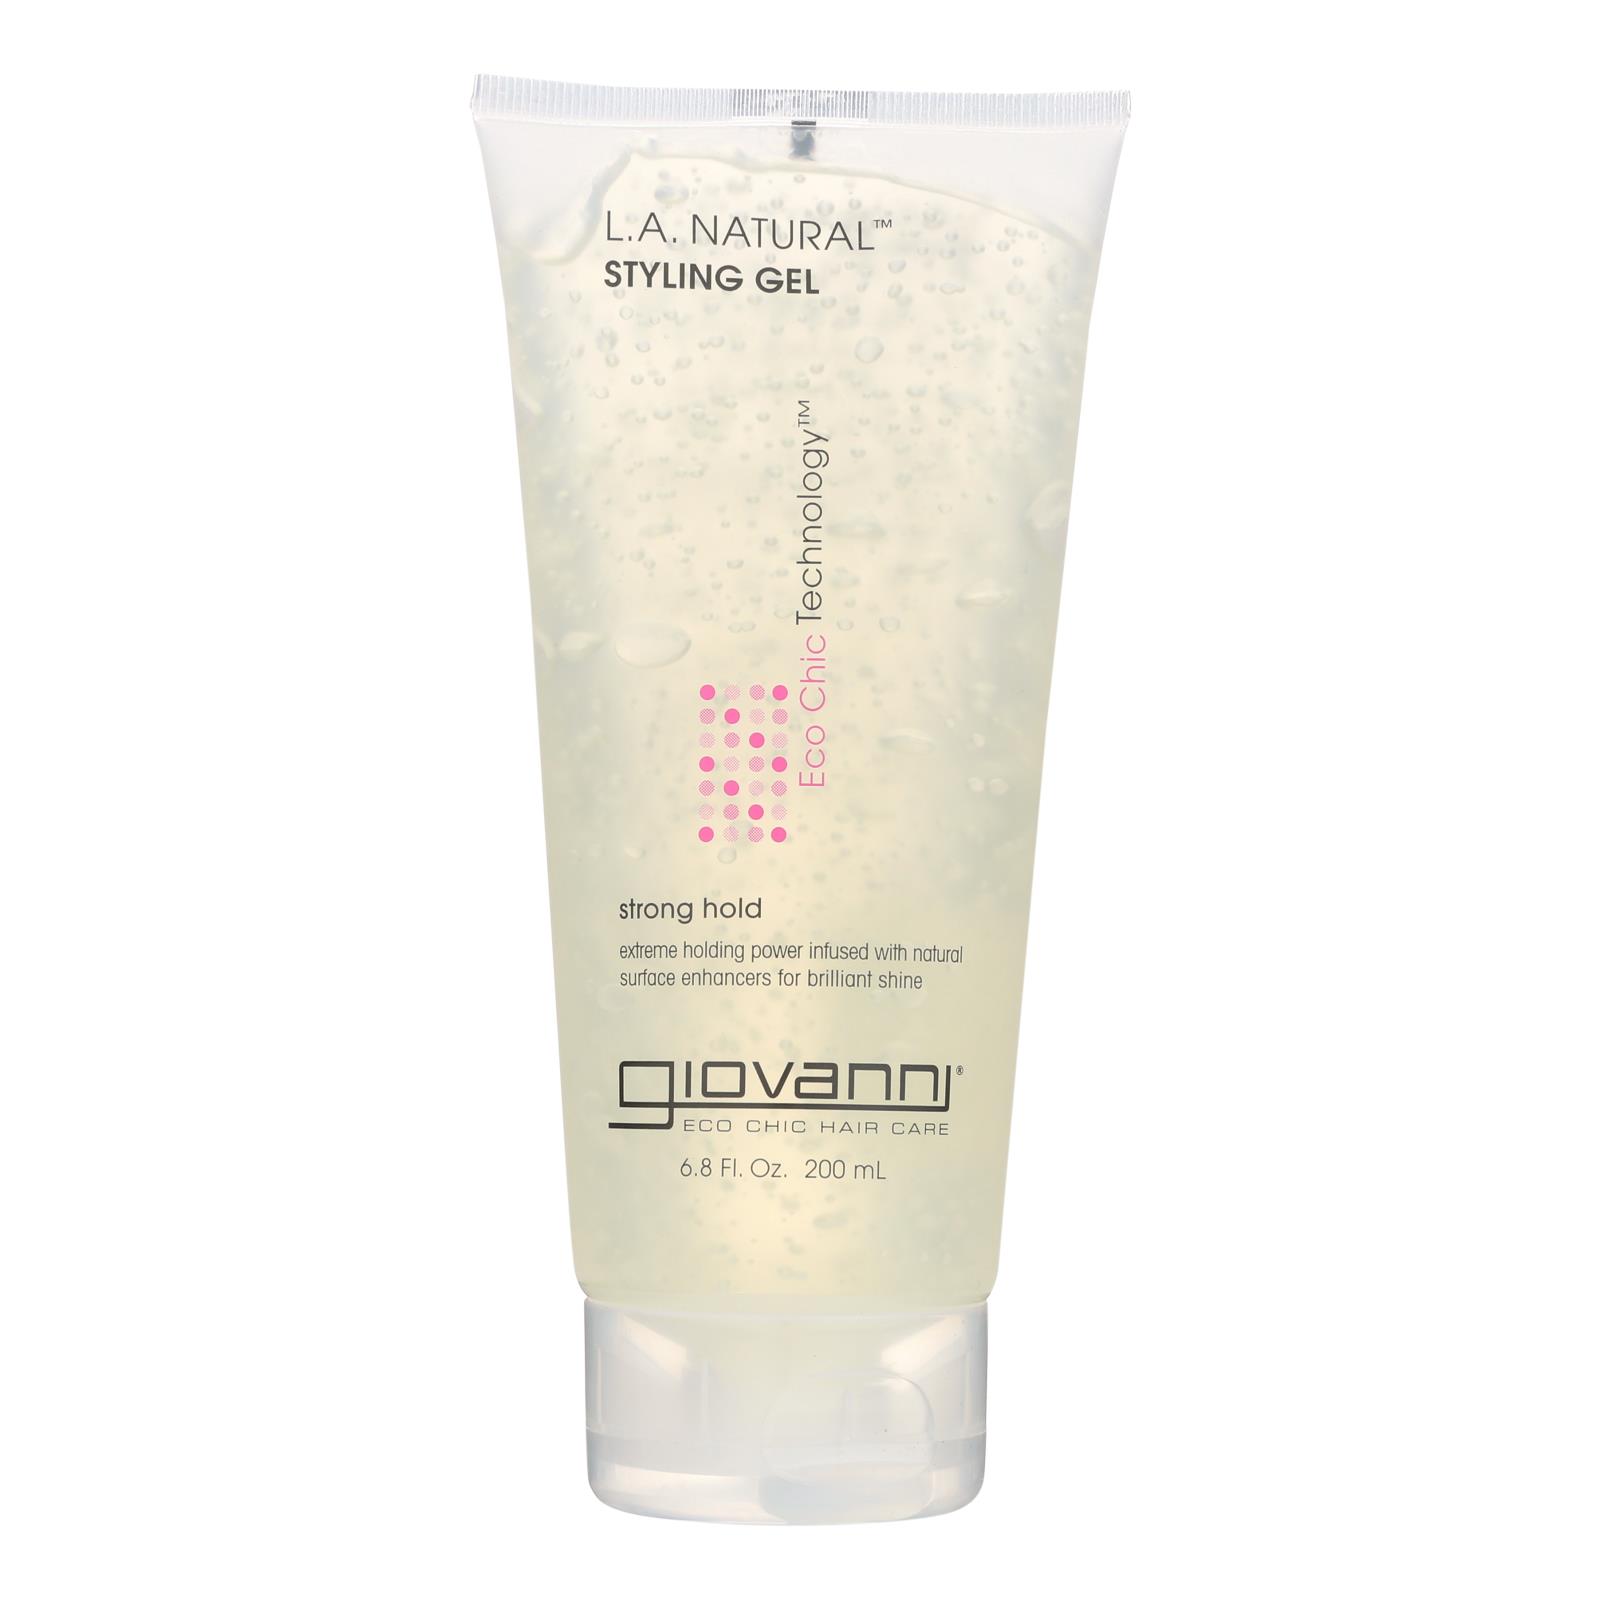 L.A. NATURAL™
STYLING GEL
Eco Chic Technology™
strong hold
extreme holding power infused with natural
surface enhancers for brilliant shine
giovanni®
ECO CHIC HAIR CARE
6.8 Fl. Oz. 200 mL